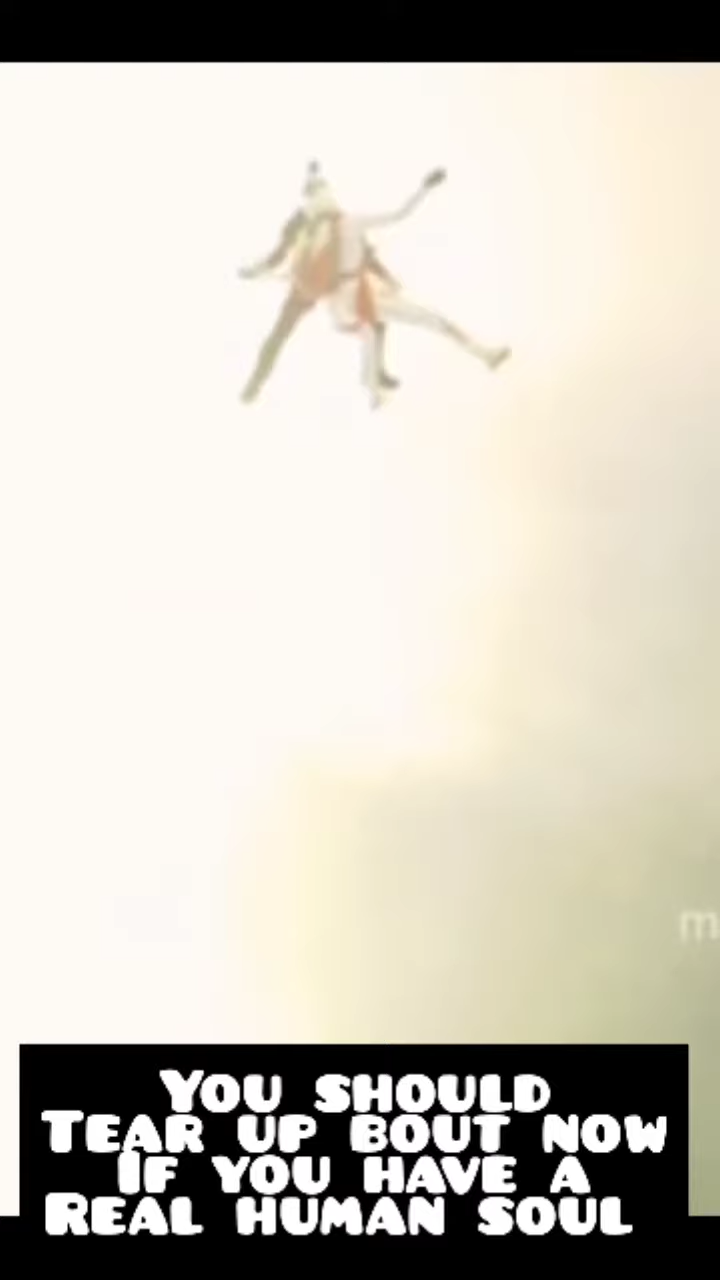 m
You should
Tear up bout now
If you have a
Real human soul